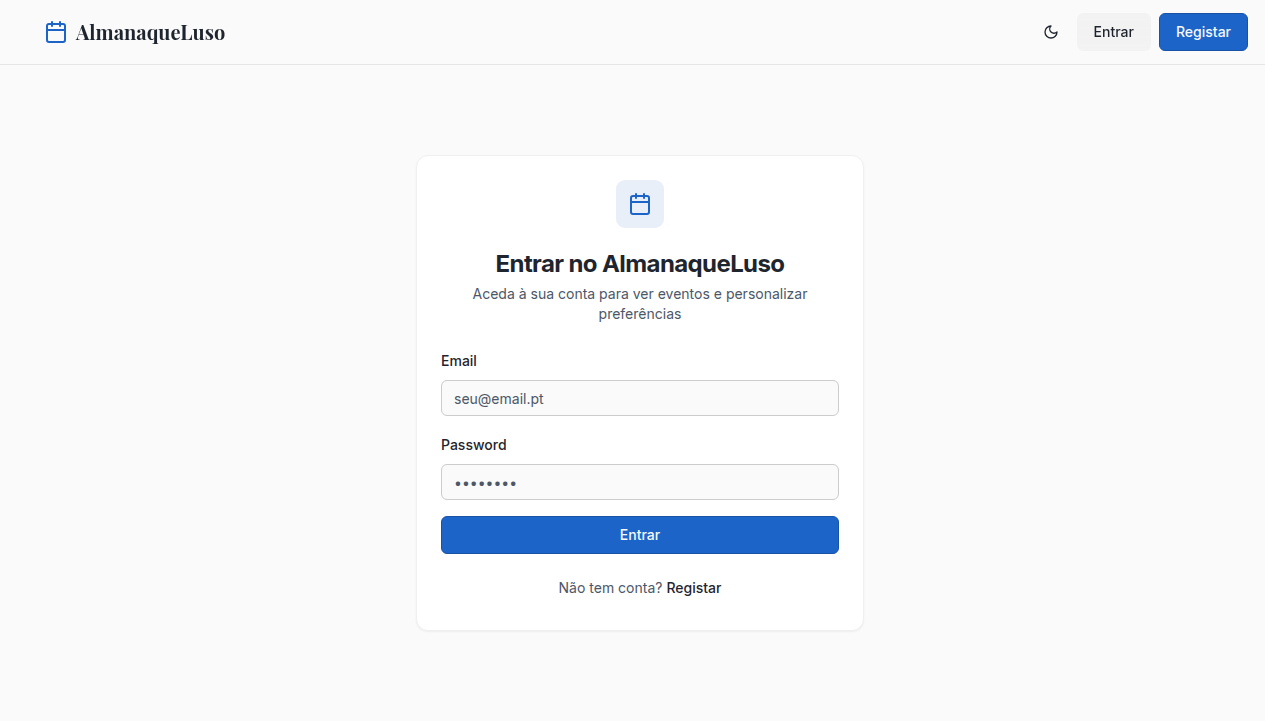 AlmanaqueLuso
Entrar
Registar
Entrar no AlmanaqueLuso
Aceda à sua conta para ver eventos e personalizar
preferências
Email
seu@email.pt
Password
••••••••
Entrar
Não tem conta? Registar